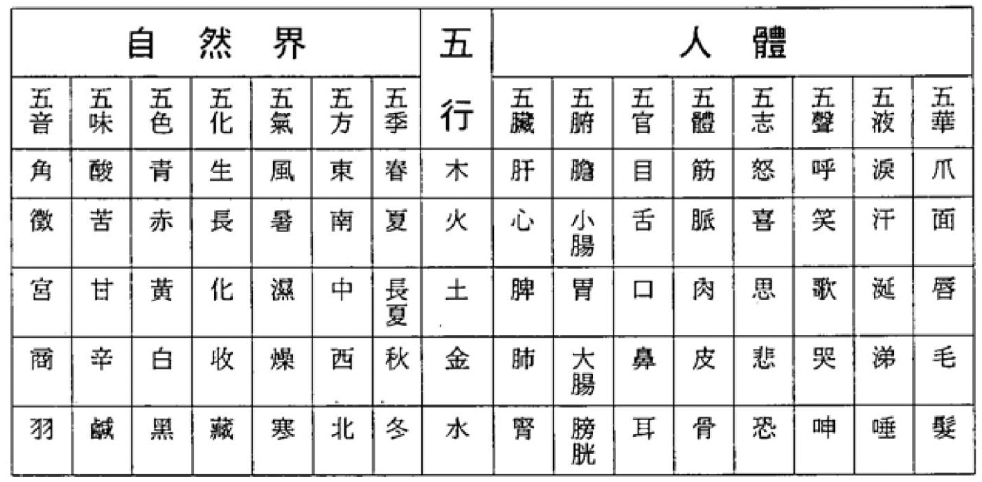 自然界 五行 人體
五音 五味 五色 五化 五氣 五方 五季 五臟 五腑 五官 五體 五志 五聲 五液 五華
角 酸 青 生 風 東 春 木 肝 膽 目 筋 怒 呼 淚 爪
徵 苦 赤 長 暑 南 夏 火 心 小腸 舌 脈 喜 笑 汗 面
宮 甘 黃 化 濕 中 長夏 土 脾 胃 口 肉 思 歌 涎 唇
商 辛 白 收 燥 西 秋 金 肺 大腸 鼻 皮 悲 哭 涕 毛
羽 鹹 黑 藏 寒 北 冬 水 腎 膀胱 耳 骨 恐 呻 唾 髮